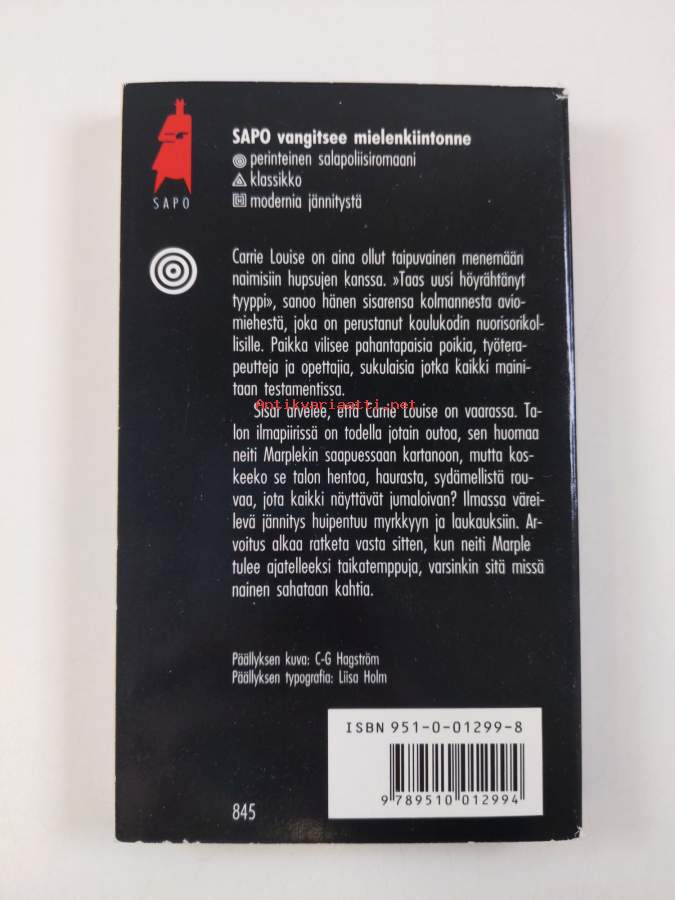 SAPO vangitsee mielenkiintonne
perinteinen salapoliisiromaani
klassikko
modernia jännitystä
SAPO
Carrie Louise on aina ollut taipuvainen menemään
naimisiin hupsujen kanssa. »Taas uusi höyrähtänyt
tyyppi», sanoo hänen sisarensa kolmannesta avio-
miehestä, joka on perustanut koulukodin nuorisorikol-
lisille. Paikka vilisee pahantapaisia poikia, työtera-
peutteja ja opettajia, sukulaisia jotka kaikki maini-
taan testamentissa.
Antikvariaatti.net
Sisar arvelee, että Carrie Louise on vaarassa. Ta-
lon ilmapiirissä on todella jotain outoa, sen huomaa
neiti Marplekin saapuessaan kartanoon, mutta kos-
keeko se talon hentoa, haurasta, sydämellistä rou-
vaa, jota kaikki näyttävät jumaloivan? Ilmassa värei-
levä jännitys huipentuu myrkkyyn ja laukauksiin. Ar-
voitus alkaa ratketa vasta sitten, kun neiti Marple
tulee ajatelleeksi taikatemppuja, varsinkin sitä missä
nainen sahataan kahtia.
Päällyksen kuva: C-G Hagström
Päällyksen typografia: Liisa Holm
ISBN 951-0-01299-8
9 789510 012994
845